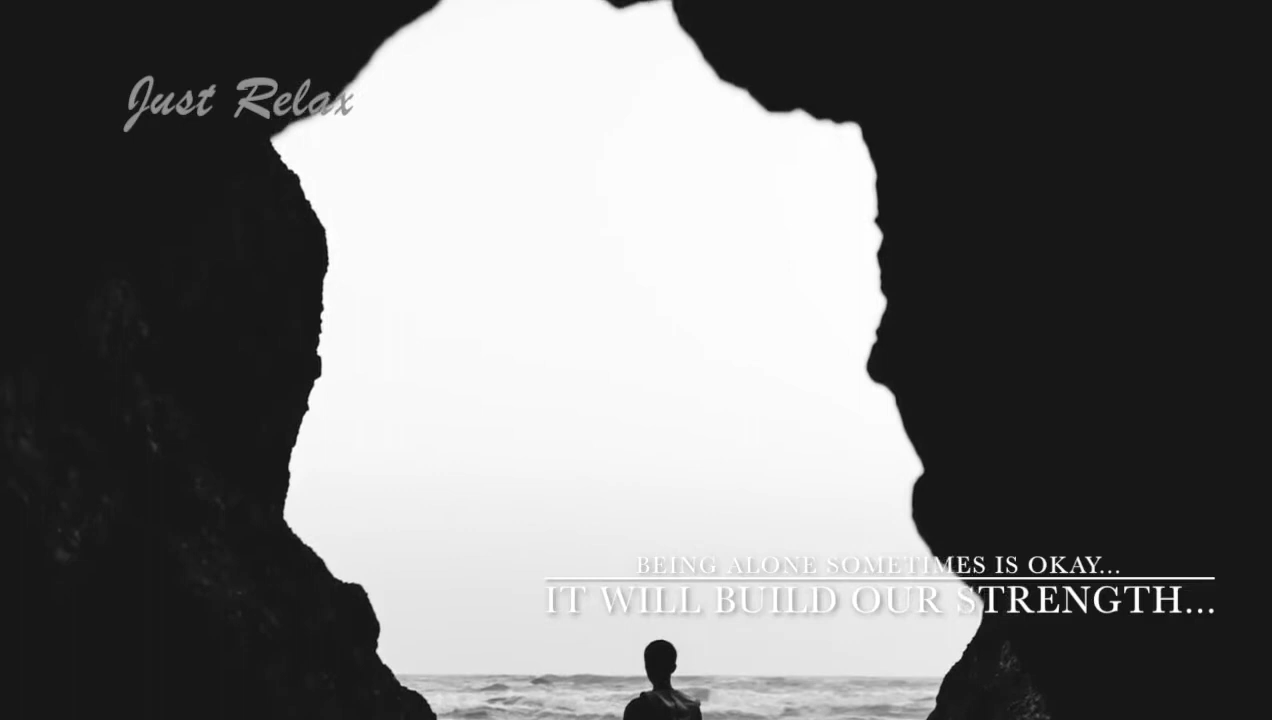 Just Relax
BEING ALONE SOMETIMES IS OKAY...
IT WILL BUILD OUR STRENGTH...